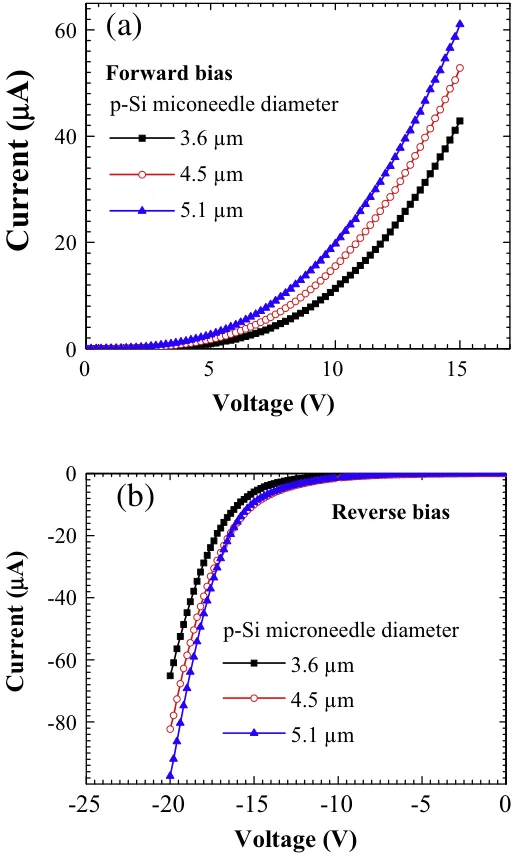 (a)
Forward bias
p-Si miconeedle diameter
3.6 µm
4.5 µm
5.1 µm
Current (µA)
60
40
20
0
0 5 10 15
Voltage (V)
(b)
Reverse bias
p-Si microneedle diameter
3.6 µm
4.5 µm
5.1 µm
Current (µA)
0
-20
-40
-60
-80
-25 -20 -15 -10 -5 0
Voltage (V)